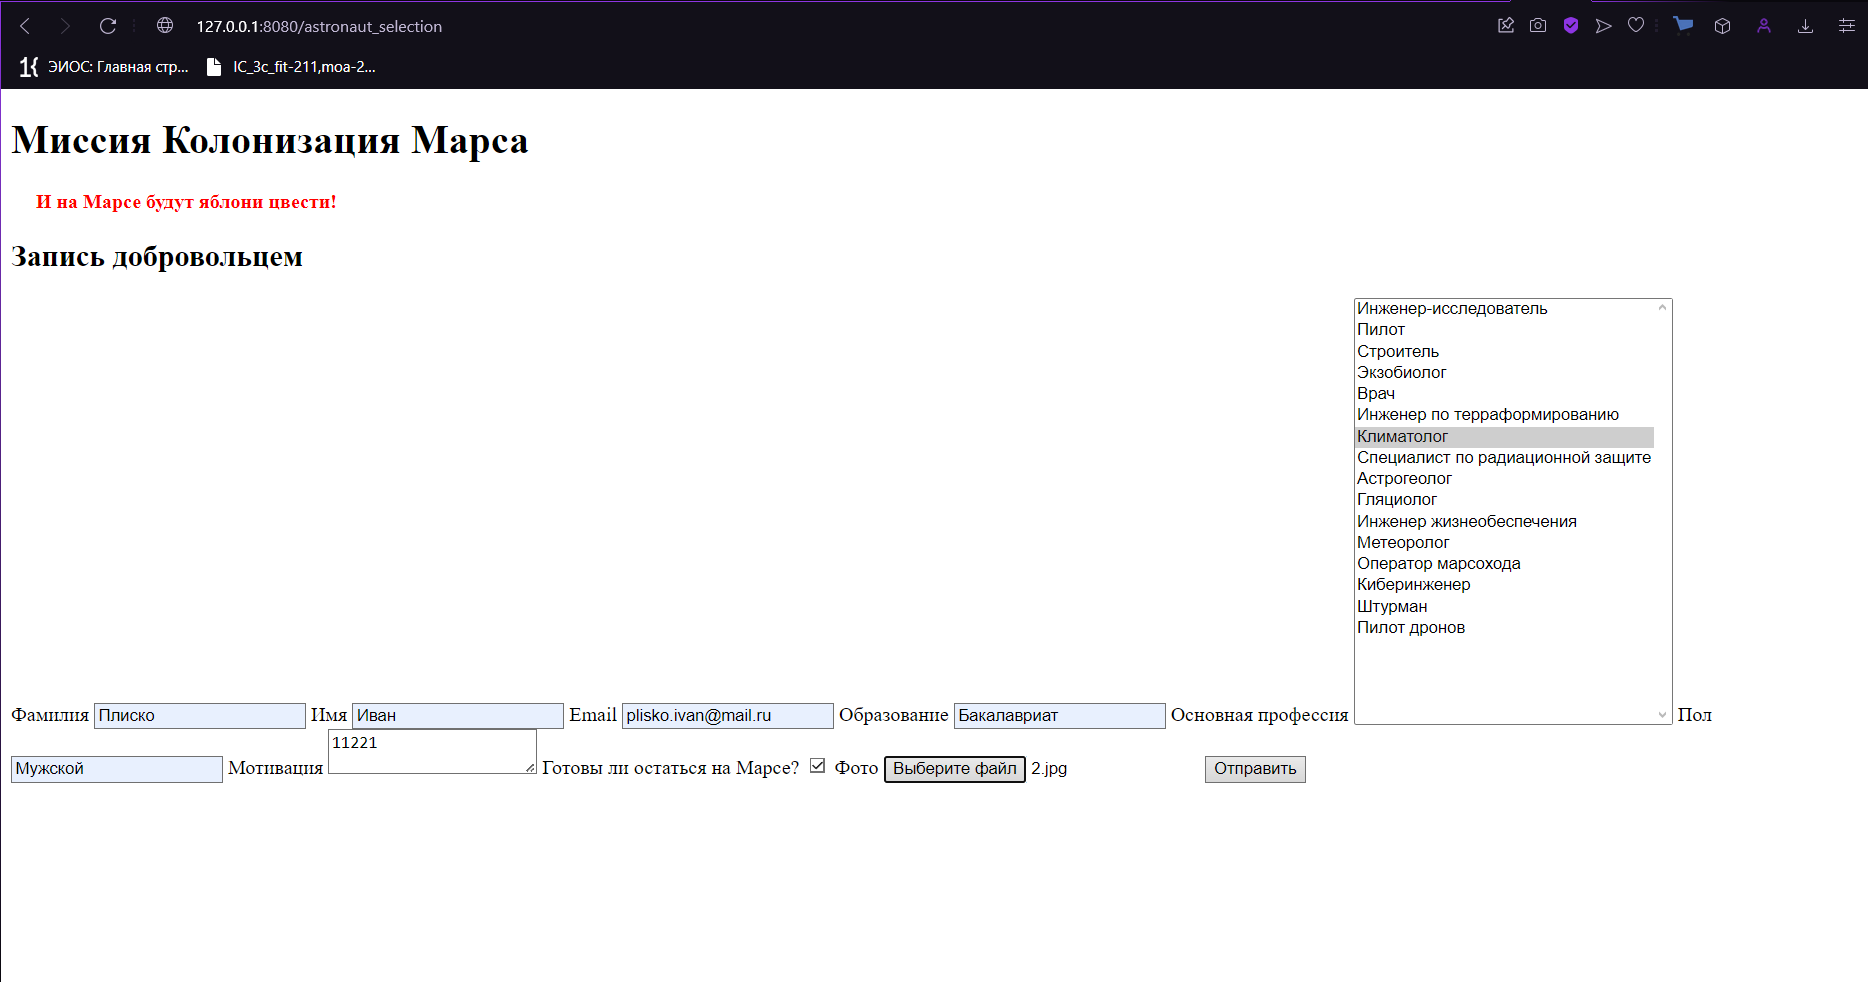 127.0.0.1:8080/astronaut_selection
ЭИОС: Главная стр... IC_3c_fit-211,moa-2...
Миссия Колонизация Марса
И на Марсе будут яблони цвести!
Запись добровольцем
Инженер-исследователь
Пилот
Строитель
Экзобиолог
Врач
Инженер по терраформированию
Климатолог
Специалист по радиационной защите
Астрогеолог
Гляциолог
Инженер жизнеобеспечения
Метеоролог
Оператор марсохода
Киберинженер
Штурман
Пилот дронов
Фамилия Плиско Имя Иван Email plisko.ivan@mail.ru Образование Бакалавриат Основная профессия Пол
11221
Мужской Мотивация Готовы ли остаться на Марсе? Фото Выберите файл 2.jpg Отправить